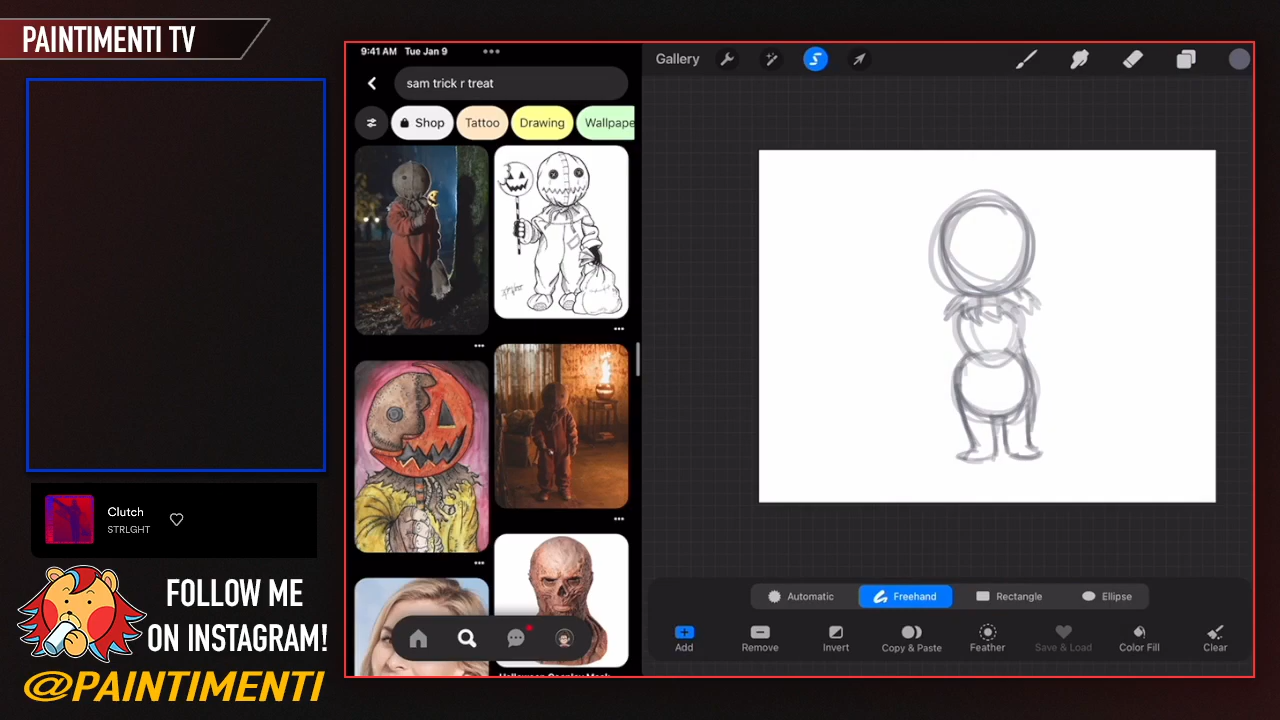 PAINTIMENTI TV
9:41 AM Tue Jan 9
sam trick r treat
Shop
Tattoo
Drawing
Wallpape
Gallery
Automatic
Freehand
Rectangle
Ellipse
Add
Remove
Invert
Copy & Paste
Feather
Save & Load
Color Fill
Clear
Clutch
STRLGHT
FOLLOW ME
ON INSTAGRAM!
@PAINTIMENTI